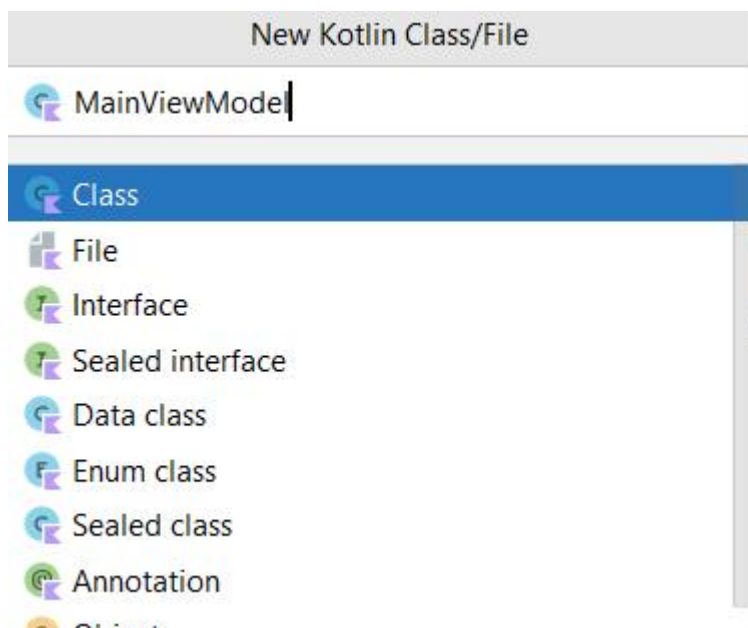 New Kotlin Class/File
MainViewModel
Class
File
Interface
Sealed interface
Data class
Enum class
Sealed class
Annotation